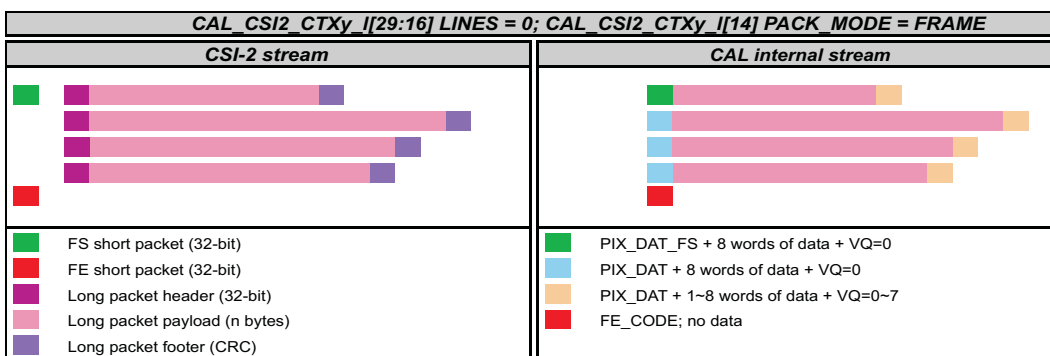 CAL_CSI2_CTXy_I[29:16] LINES = 0; CAL_CSI2_CTXy_I[14] PACK_MODE = FRAME
CSI-2 stream
CAL internal stream
FS short packet (32-bit)
FE short packet (32-bit)
Long packet header (32-bit)
Long packet payload (n bytes)
Long packet footer (CRC)
PIX_DAT_FS + 8 words of data + VQ=0
PIX_DAT + 8 words of data + VQ=0
PIX_DAT + 1~8 words of data + VQ=0~7
FE_CODE; no data